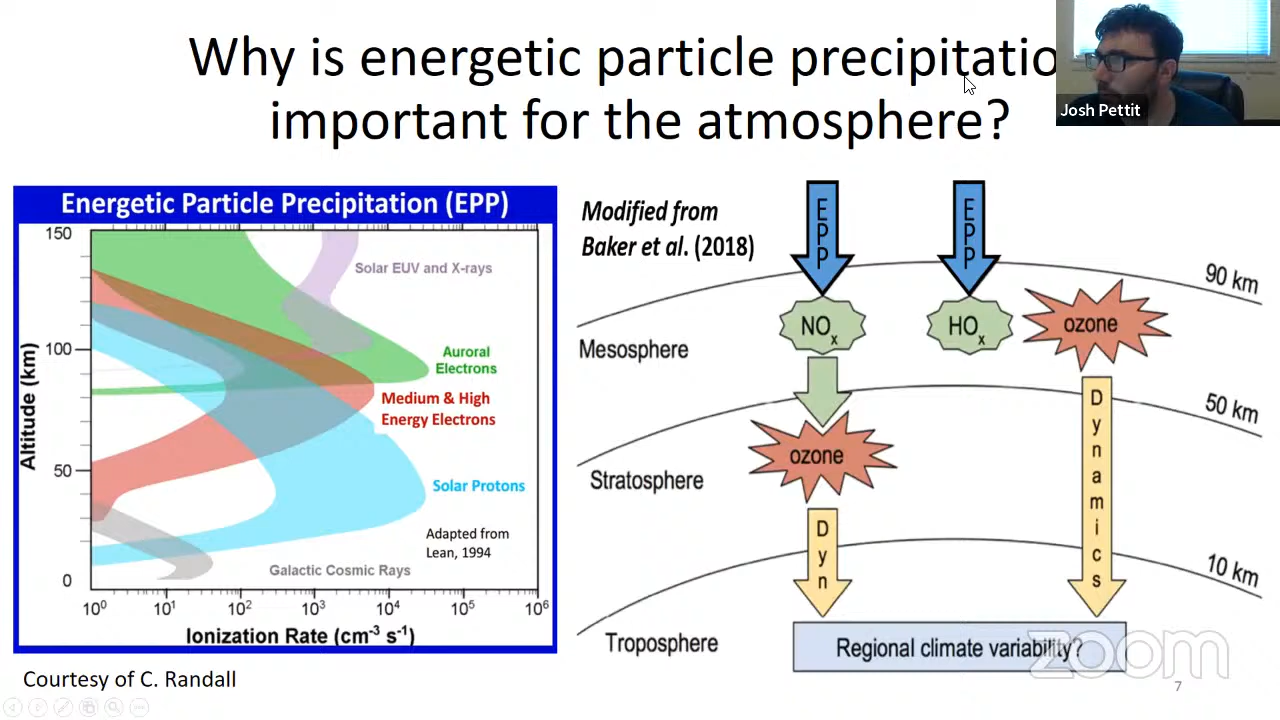 Why is energetic particle precipitatio
important for the atmosphere?
Josh Pettit
Energetic Particle Precipitation (EPP)
150
100
50
0
Altitude (km)
Solar EUV and X-rays
Auroral
Electrons
Medium & High
Energy Electrons
Solar Protons
Adapted from
Lean, 1994
Galactic Cosmic Rays
10⁰ 10¹ 10² 10³ 10⁴ 10⁵ 10⁶
Ionization Rate (cm⁻³ s⁻¹)
Courtesy of C. Randall
Modified from
Baker et al. (2018)
EPP
EPP
90 km
NOₓ
HOₓ
ozone
Mesosphere
50 km
ozone
Stratosphere
Dyn
Dynamics
10 km
Troposphere
Regional climate variability?
zoom
7